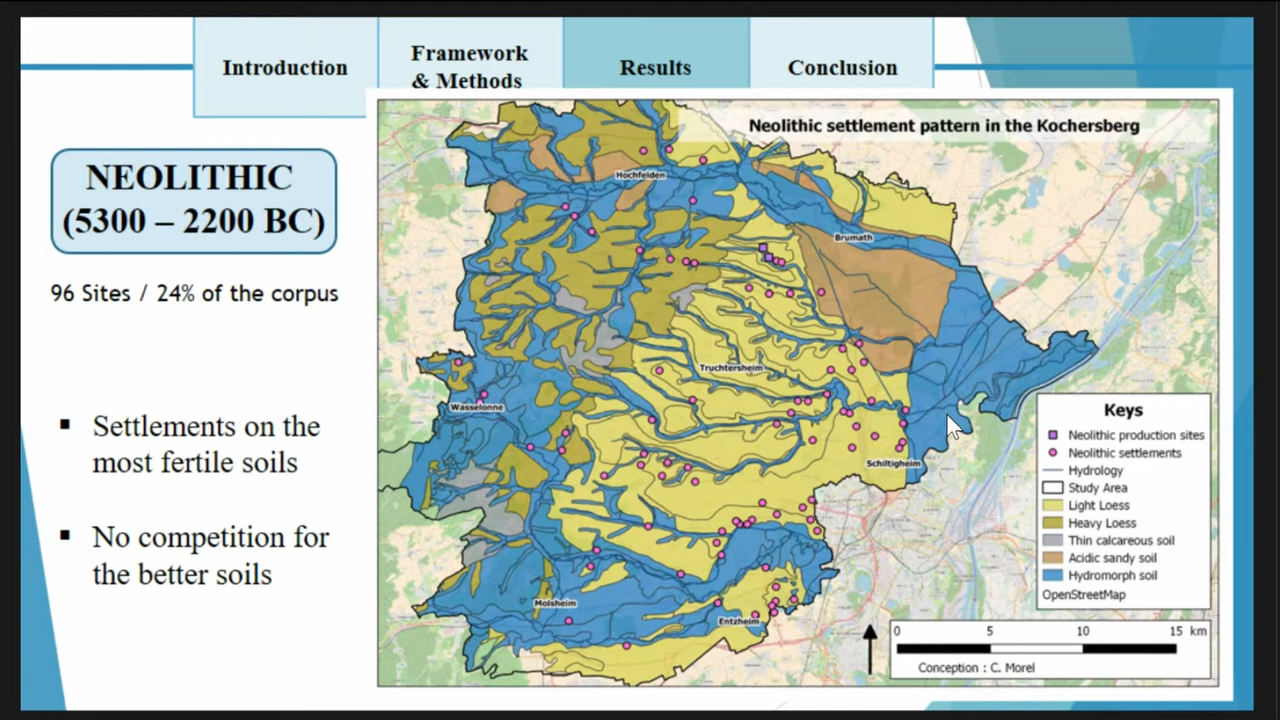 Introduction
Framework
& Methods
Results
Conclusion
NEOLITHIC
(5300 – 2200 BC)
96 Sites / 24% of the corpus
▪ Settlements on the
most fertile soils
▪ No competition for
the better soils
Neolithic settlement pattern in the Kochersberg
Hochfelden
Brumath
Truchtersheim
Wasselonne
Schiltigheim
Molsheim
Entzheim
Keys
Neolithic production sites
Neolithic settlements
Hydrology
Study Area
Light Loess
Heavy Loess
Thin calcareous soil
Acidic sandy soil
Hydromorph soil
OpenStreetMap
0 5 10 15 km
Conception : C. Morel